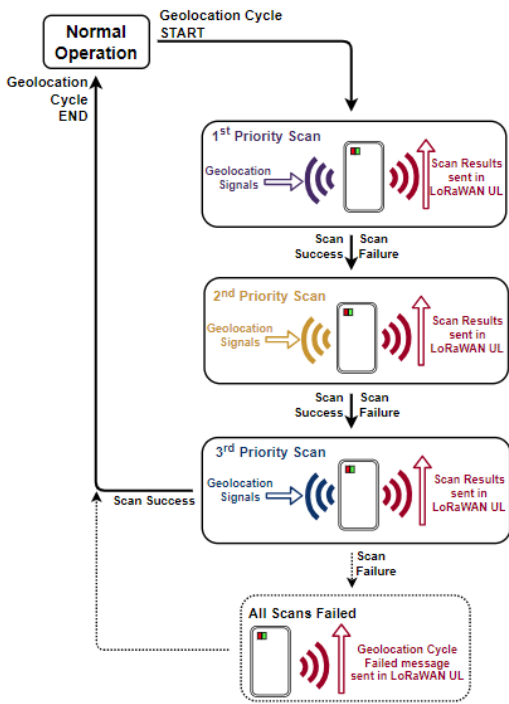 Normal
Operation
Geolocation Cycle
START
Geolocation
Cycle
END
1st Priority Scan
Geolocation
Signals
Scan Results
sent in
LoRaWAN UL
Scan
Success
Scan
Failure
2nd Priority Scan
Geolocation
Signals
Scan Results
sent in
LoRaWAN UL
Scan
Success
Scan
Failure
3rd Priority Scan
Geolocation
Signals
Scan Results
sent in
LoRaWAN UL
Scan Success
Scan
Failure
All Scans Failed
Geolocation Cycle
Failed message
sent in LoRaWAN UL